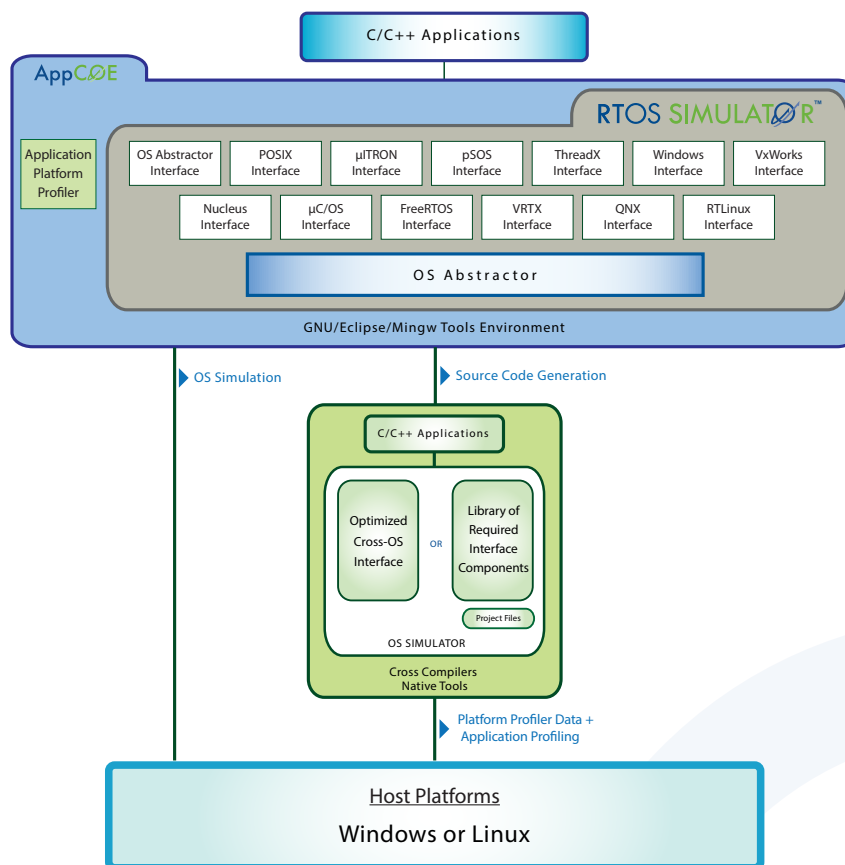 C/C++ Applications
AppCOE
RTOS SIMULATOR™
Application
Platform
Profiler
OS Abstractor
Interface
POSIX
Interface
µITRON
Interface
pSOS
Interface
ThreadX
Interface
Windows
Interface
VxWorks
Interface
Nucleus
Interface
µC/OS
Interface
FreeRTOS
Interface
VRTX
Interface
QNX
Interface
RTLinux
Interface
OS Abstractor
GNU/Eclipse/Mingw Tools Environment
OS Simulation
Source Code Generation
C/C++ Applications
Optimized
Cross-OS
Interface
OR
Library of
Required
Interface
Components
Project Files
OS SIMULATOR
Cross Compilers
Native Tools
Platform Profiler Data +
Application Profiling
Host Platforms
Windows or Linux